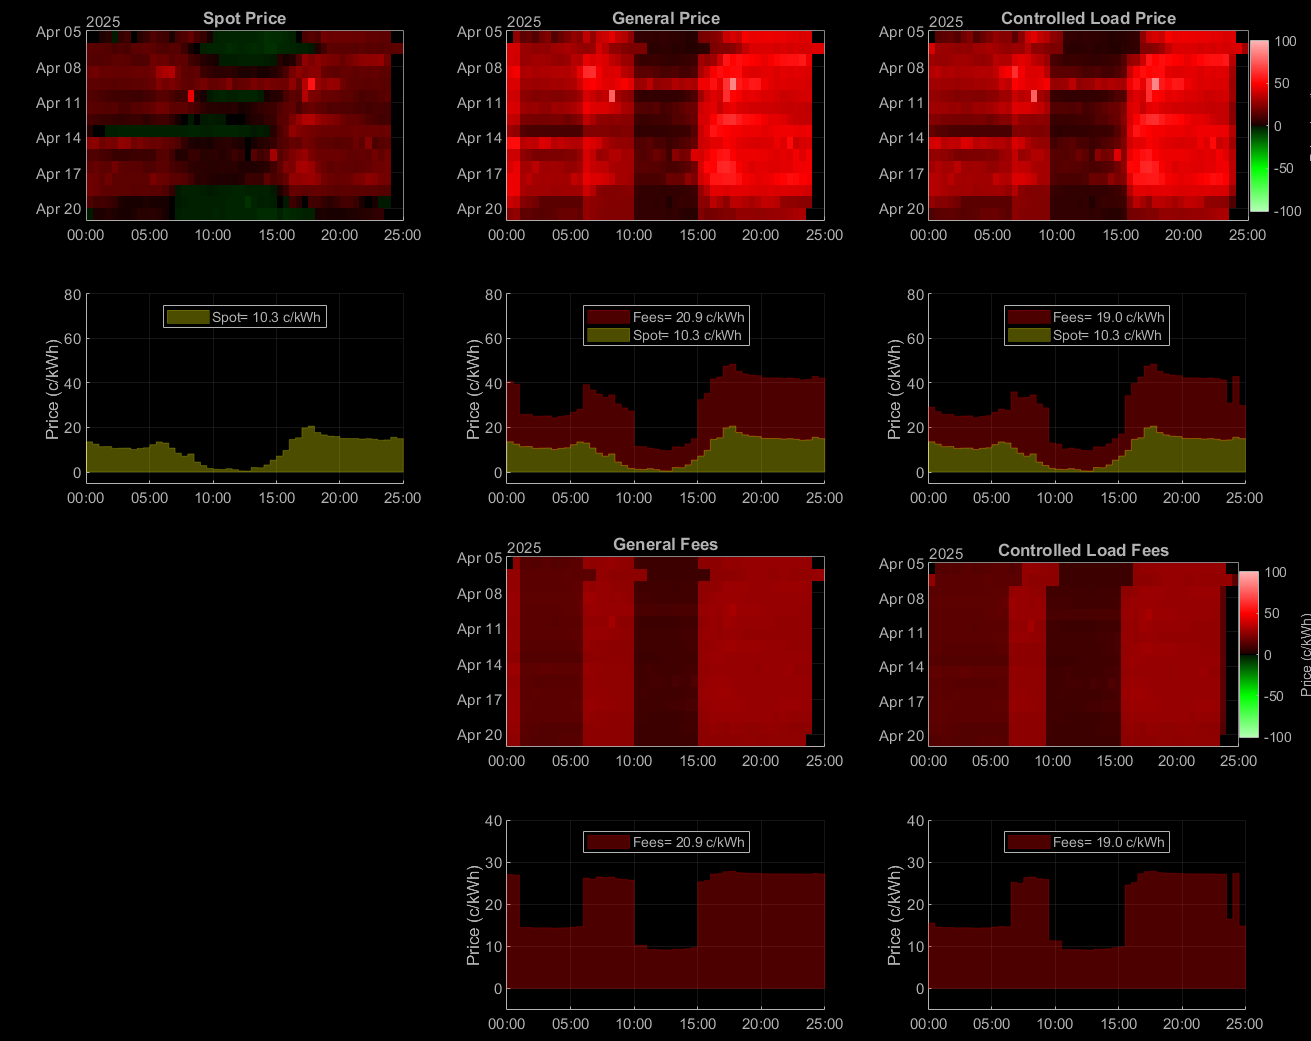 Spot Price
2025
Apr 05
Apr 08
Apr 11
Apr 14
Apr 17
Apr 20
00:00 05:00 10:00 15:00 20:00 25:00
General Price
2025
Apr 05
Apr 08
Apr 11
Apr 14
Apr 17
Apr 20
00:00 05:00 10:00 15:00 20:00 25:00
Controlled Load Price
2025
Apr 05
Apr 08
Apr 11
Apr 14
Apr 17
Apr 20
00:00 05:00 10:00 15:00 20:00 25:00
100
50
0
-50
-100
Price (c/kWh)
80
60
40
20
0
Spot= 10.3 c/kWh
00:00 05:00 10:00 15:00 20:00 25:00
Price (c/kWh)
80
60
40
20
0
Fees= 20.9 c/kWh
Spot= 10.3 c/kWh
00:00 05:00 10:00 15:00 20:00 25:00
Price (c/kWh)
80
60
40
20
0
Fees= 19.0 c/kWh
Spot= 10.3 c/kWh
00:00 05:00 10:00 15:00 20:00 25:00
General Fees
2025
Apr 05
Apr 08
Apr 11
Apr 14
Apr 17
Apr 20
00:00 05:00 10:00 15:00 20:00 25:00
Controlled Load Fees
2025
Apr 05
Apr 08
Apr 11
Apr 14
Apr 17
Apr 20
00:00 05:00 10:00 15:00 20:00 25:00
100
50
0
-50
-100
Price (c/kWh)
Price (c/kWh)
40
30
20
10
0
Fees= 20.9 c/kWh
00:00 05:00 10:00 15:00 20:00 25:00
Price (c/kWh)
40
30
20
10
0
Fees= 19.0 c/kWh
00:00 05:00 10:00 15:00 20:00 25:00